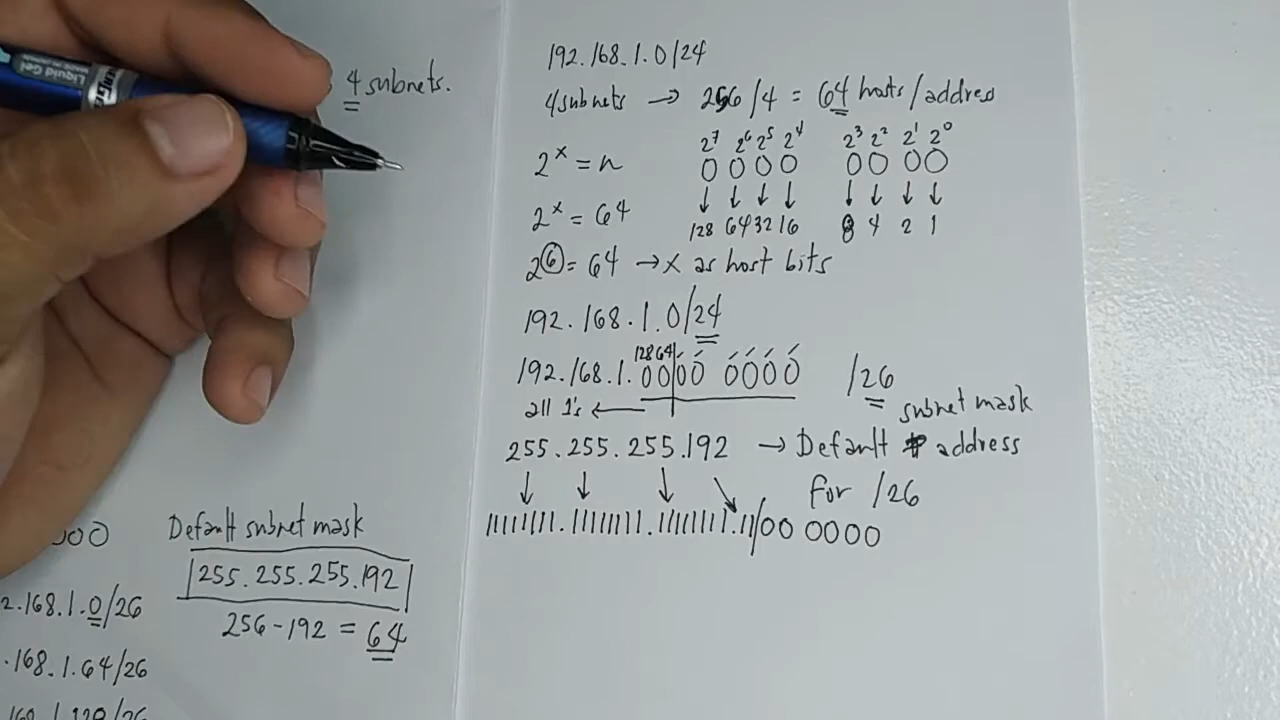 Liquid Gel
4 subnets.
000
Default subnet mask
255.255.255.192
256-192 = 64
2.168.1.0/26
.168.1.64/26
192.168.1.0/24
4 subnets → 256/4 = 64 hosts/address
2^7 2^6 2^5 2^4 2^3 2^2 2^1 2^0
2^x = n 0 0 0 0 0 0 0 0
↓ ↓ ↓ ↓ ↓ ↓ ↓ ↓
2^x = 64 128 64 32 16 8 4 2 1
2^6 = 64 → x as host bits
192.168.1.0/24
128 64
192.168.1.00|00 0000 /26
all 1's ← subnet mask
255.255.255.192 → Default address
↓ ↓ ↓ ↘ for /26
11111111.11111111.11111111.11/00 0000